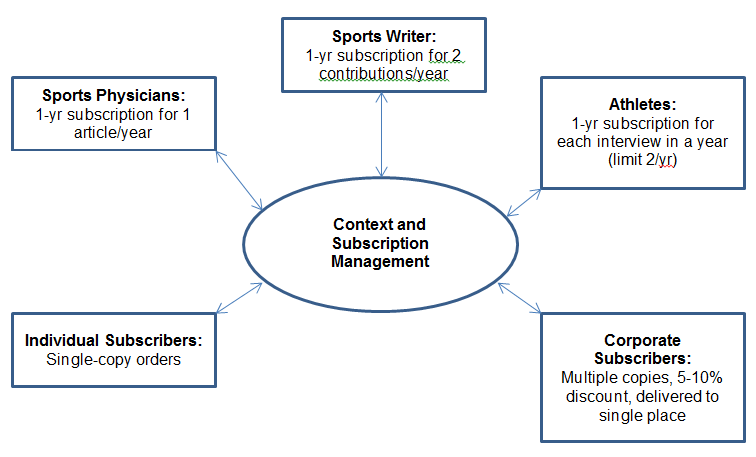 Sports Writer:
1-yr subscription for 2
contributions/year
Sports Physicians:
1-yr subscription for 1
article/year
Athletes:
1-yr subscription for
each interview in a year
(limit 2/yr)
Context and
Subscription
Management
Individual Subscribers:
Single-copy orders
Corporate
Subscribers:
Multiple copies, 5-10%
discount, delivered to
single place